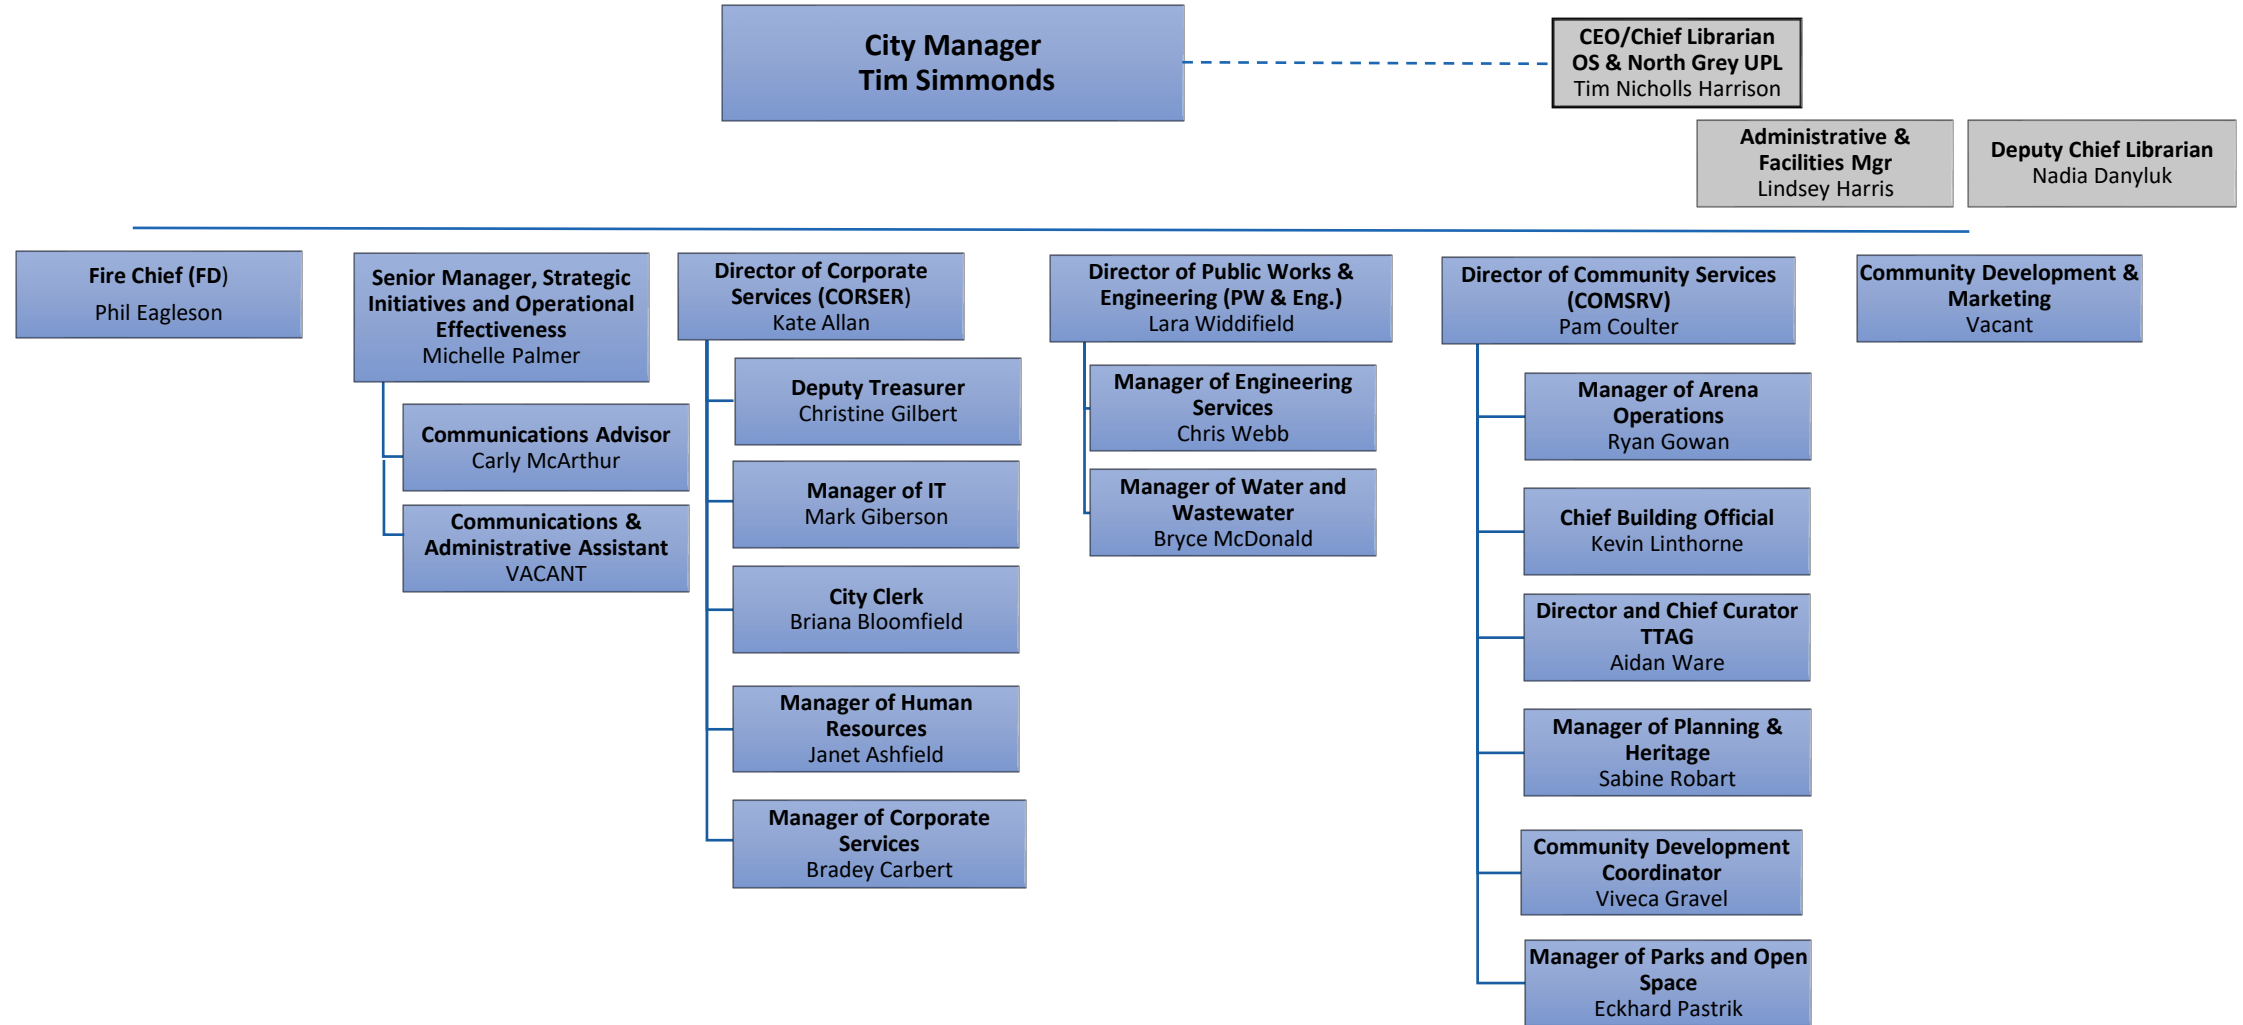 City Manager
Tim Simmonds
CEO/Chief Librarian
OS & North Grey UPL
Tim Nicholls Harrison
Administrative &
Facilities Mgr
Lindsey Harris
Deputy Chief Librarian
Nadia Danyluk
Fire Chief (FD)
Phil Eagleson
Senior Manager, Strategic
Initiatives and Operational
Effectiveness
Michelle Palmer
Communications Advisor
Carly McArthur
Communications &
Administrative Assistant
VACANT
Director of Corporate
Services (CORSER)
Kate Allan
Deputy Treasurer
Christine Gilbert
Manager of IT
Mark Giberson
City Clerk
Briana Bloomfield
Manager of Human
Resources
Janet Ashfield
Manager of Corporate
Services
Bradey Carbert
Director of Public Works &
Engineering (PW & Eng.)
Lara Widdifield
Manager of Engineering
Services
Chris Webb
Manager of Water and
Wastewater
Bryce McDonald
Director of Community Services
(COMSRV)
Pam Coulter
Manager of Arena
Operations
Ryan Gowan
Chief Building Official
Kevin Linthorne
Director and Chief Curator
TTAG
Aidan Ware
Manager of Planning &
Heritage
Sabine Robart
Community Development
Coordinator
Viveca Gravel
Manager of Parks and Open
Space
Eckhard Pastrik
Community Development &
Marketing
Vacant